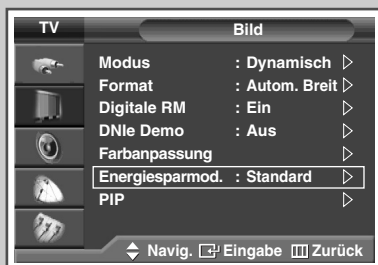 TV Bild
Modus : Dynamisch
Format : Autom. Breit
Digitale RM : Ein
DNIe Demo : Aus
Farbanpassung
Energiesparmod. : Standard
PIP
Navig. Eingabe Zurück